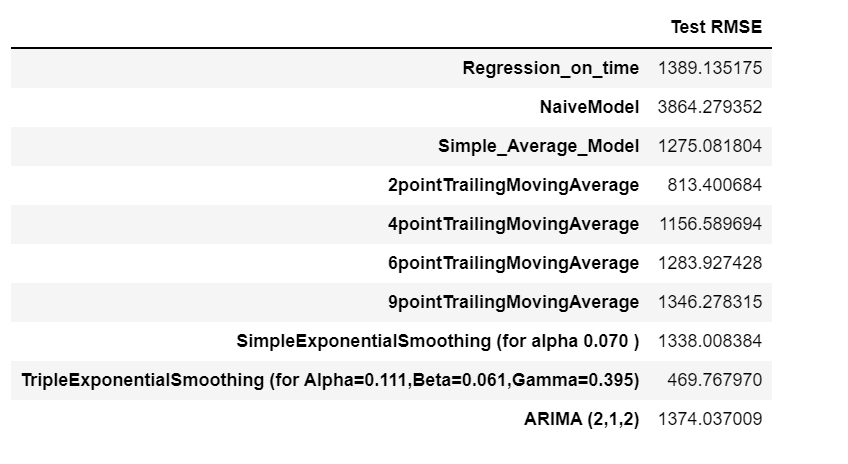 Test RMSE
Regression_on_time 1389.135175
NaiveModel 3864.279352
Simple_Average_Model 1275.081804
2pointTrailingMovingAverage 813.400684
4pointTrailingMovingAverage 1156.589694
6pointTrailingMovingAverage 1283.927428
9pointTrailingMovingAverage 1346.278315
SimpleExponentialSmoothing (for alpha 0.070 ) 1338.008384
TripleExponentialSmoothing (for Alpha=0.111,Beta=0.061,Gamma=0.395) 469.767970
ARIMA (2,1,2) 1374.037009